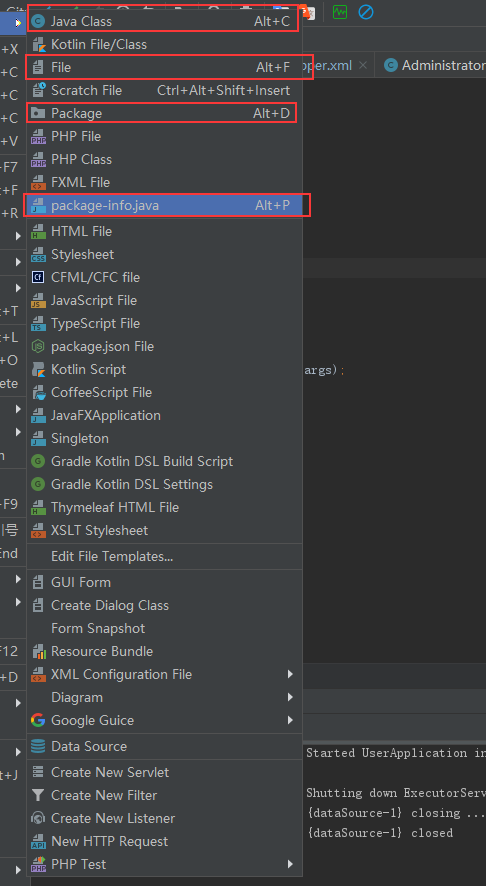 Git
Java Class Alt+C
+X Kotlin File/Class
+C File Alt+F pper.xml Administrator
+C Scratch File Ctrl+Alt+Shift+Insert
+C Package Alt+D
+V PHP File
PHP Class
-F7
FXML File
t+F
package-info.java Alt+P
+R
HTML File
Stylesheet
CFML/CFC file
JavaScript File
t+T TypeScript File
t+L package.json File
+O Kotlin Script args);
ete CoffeeScript File
JavaFXApplication
Singleton
n Gradle Kotlin DSL Build Script
Gradle Kotlin DSL Settings
-F9 Thymeleaf HTML File
号 XSLT Stylesheet
End Edit File Templates...
GUI Form
Create Dialog Class
Form Snapshot
F12 Resource Bundle
+D XML Configuration File
Diagram
Google Guice
Data Source Started UserApplication in
t+J Create New Servlet
Create New Filter Shutting down ExecutorServ
Create New Listener {dataSource-1} closing ...
New HTTP Request {dataSource-1} closed
PHP Test